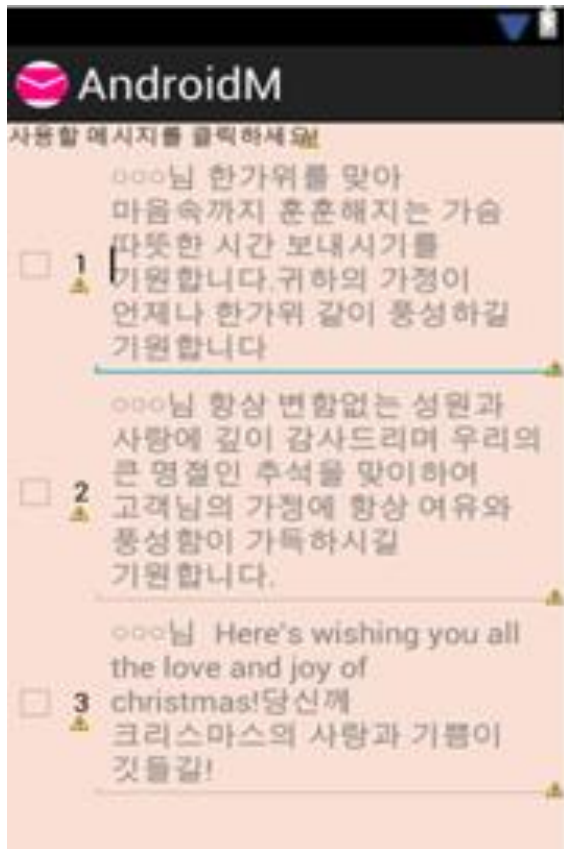 AndroidM
사용할 메시지를 클릭하세요!
○○○님 한가위를 맞아
마음속까지 훈훈해지는 가슴
따뜻한 시간 보내시기를
1
기원합니다.귀하의 가정이
언제나 한가위 같이 풍성하길
기원합니다
○○○님 항상 변함없는 성원과
사랑에 깊이 감사드리며 우리의
큰 명절인 추석을 맞이하여
2
고객님의 가정에 항상 여유와
풍성함이 가득하시길
기원합니다.
○○○님  Here's wishing you all
the love and joy of
3
christmas!당신께
크리스마스의 사랑과 기쁨이
깃들길!